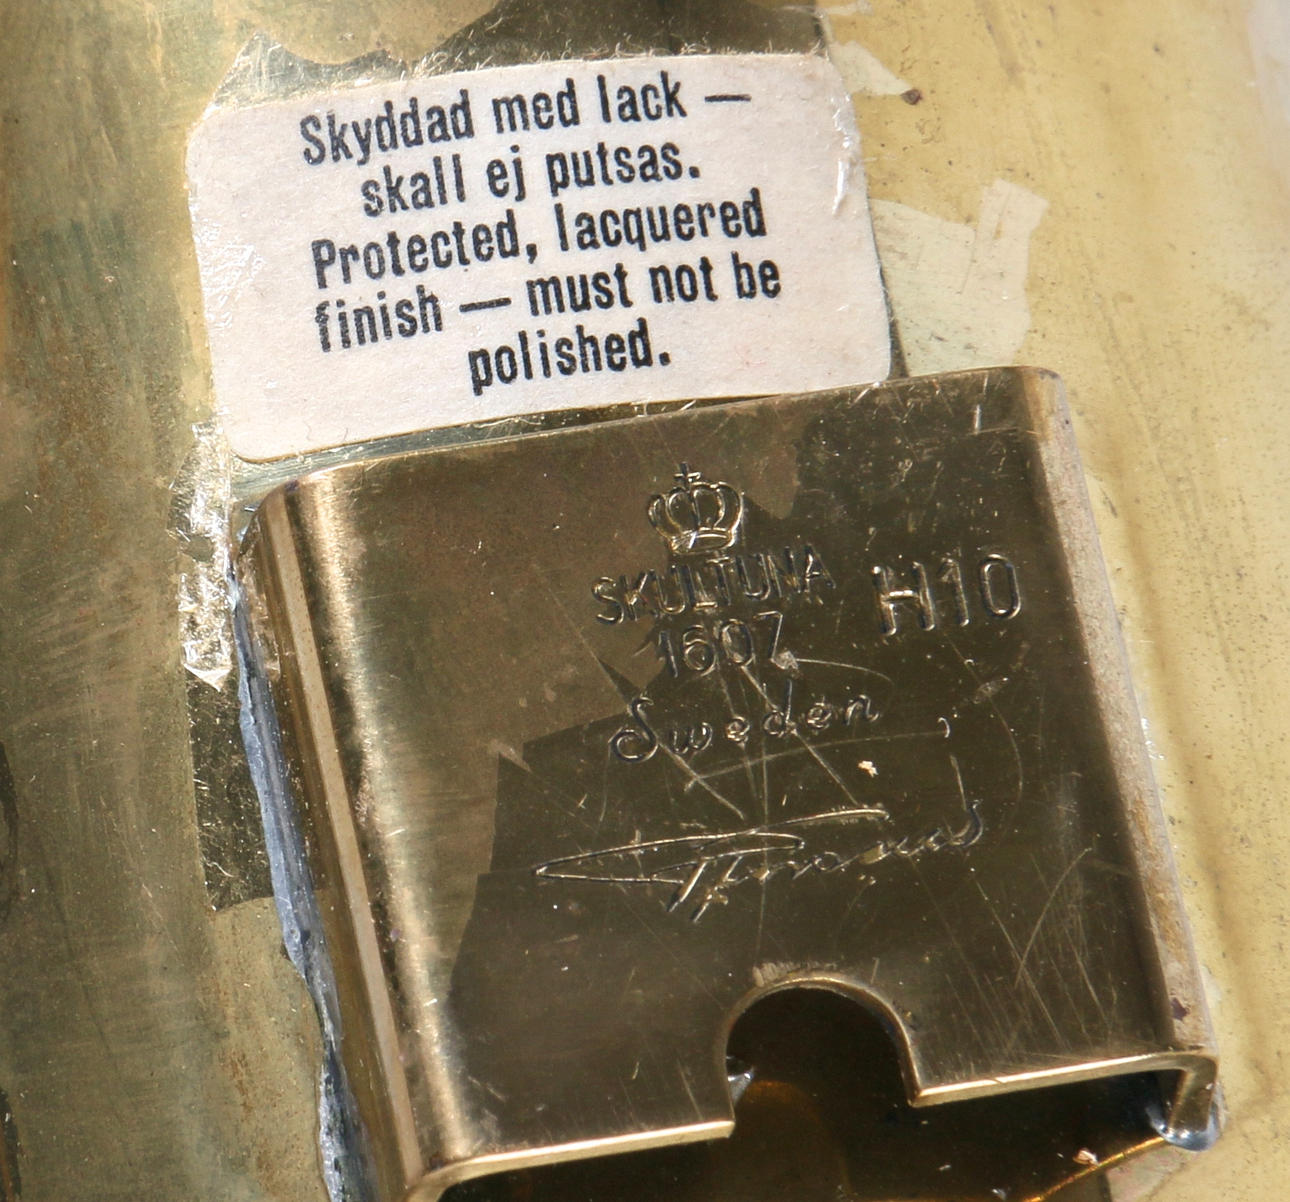 Skyddad med lack —
skall ej putsas.
Protected, lacquered
finish — must not be
polished.
SKULTUNA
H10
1607
Sweden